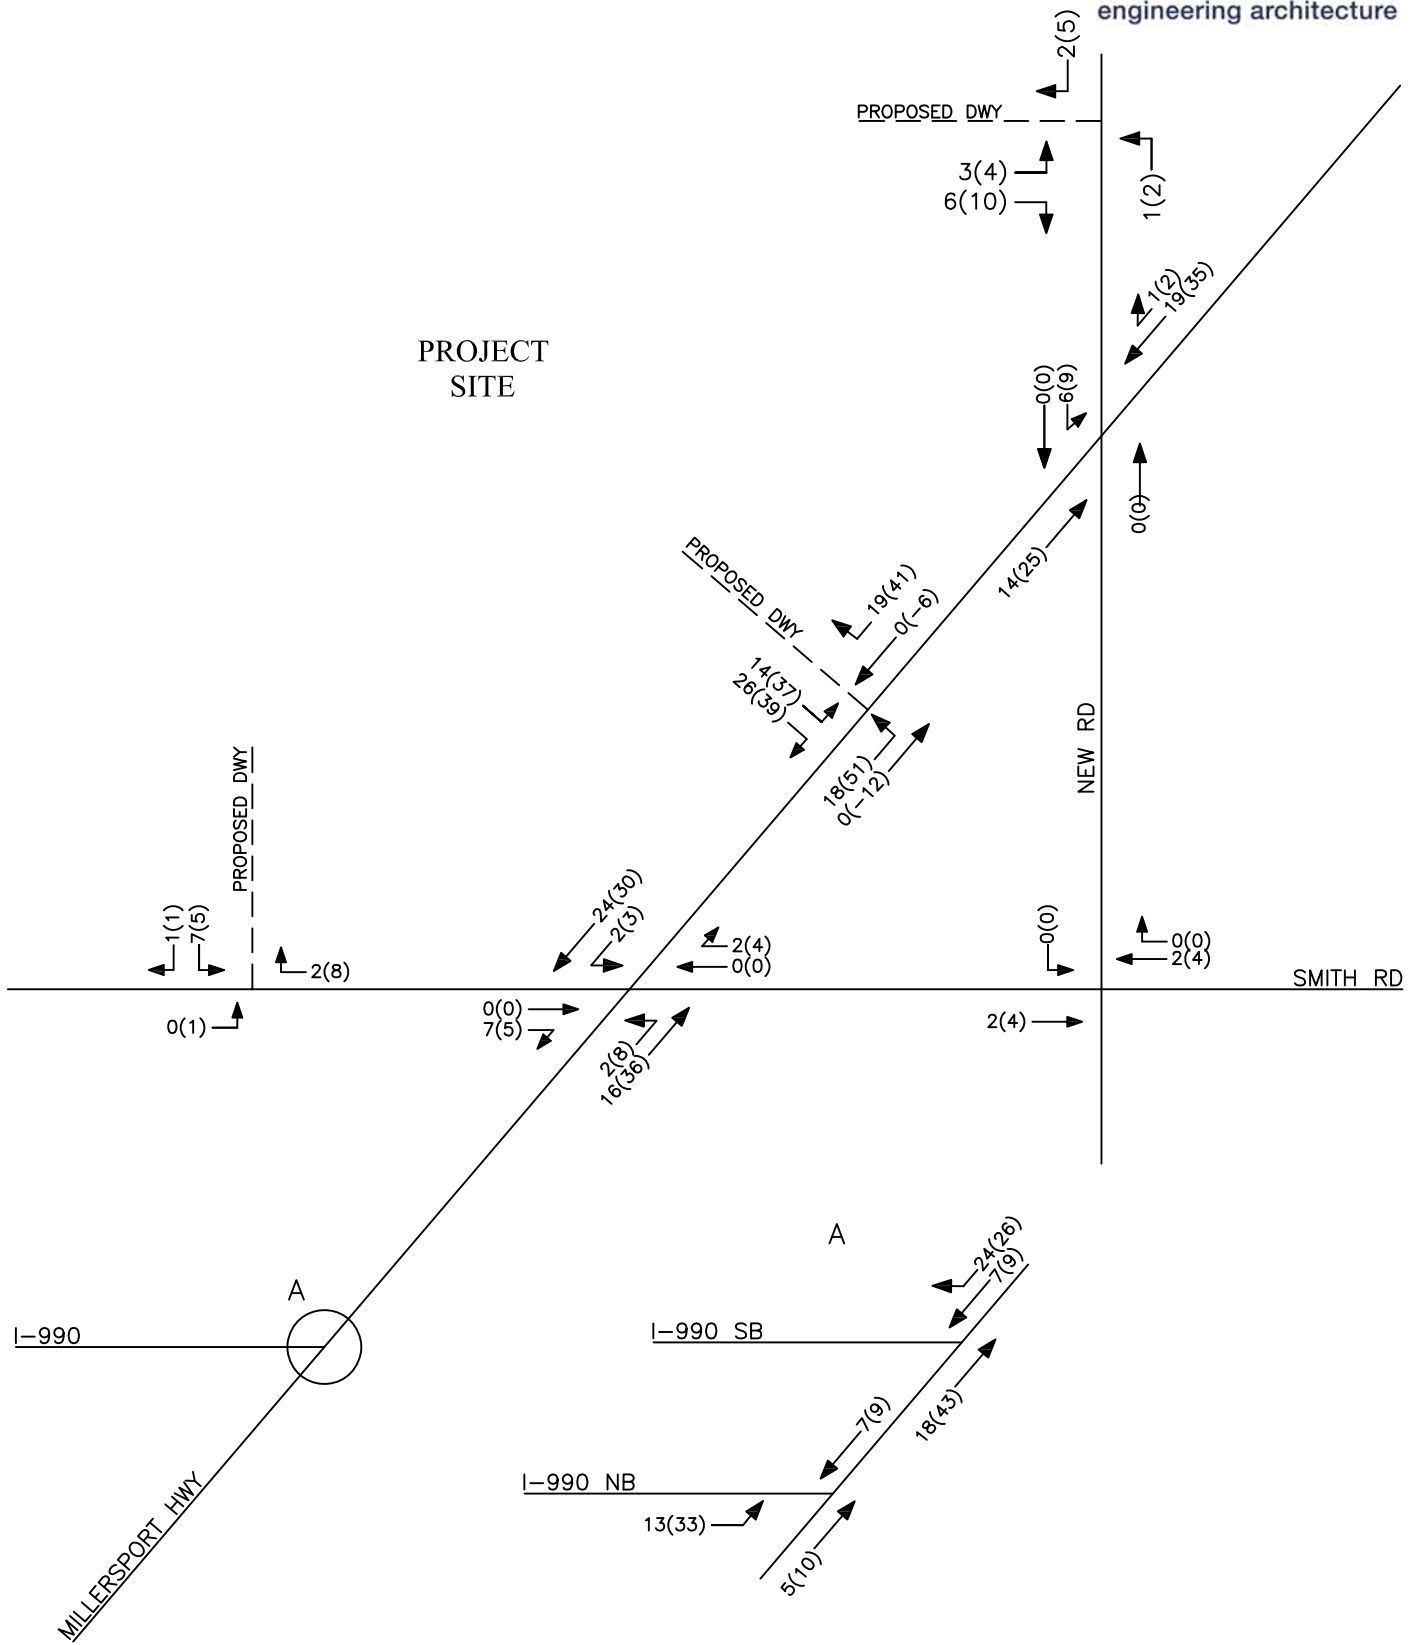 engineering architecture
2(5)
PROPOSED DWY
3(4)
6(10)
1(2)
1(2)
19(35)
PROJECT
SITE
0(0)
6(9)
0(0)
14(25)
PROPOSED DWY
19(41)
0(-6)
14(37)
26(39)
18(51)
0(-12)
NEW RD
PROPOSED DWY
1(1)
7(5)
2(8)
0(1)
24(30)
2(3)
2(4)
0(0)
0(0)
7(5)
2(8)
16(36)
0(0)
0(0)
2(4)
2(4)
SMITH RD
A
I-990
MILLERSPORT HWY
A
24(26)
7(9)
I-990 SB
18(43)
7(9)
I-990 NB
13(33)
5(10)